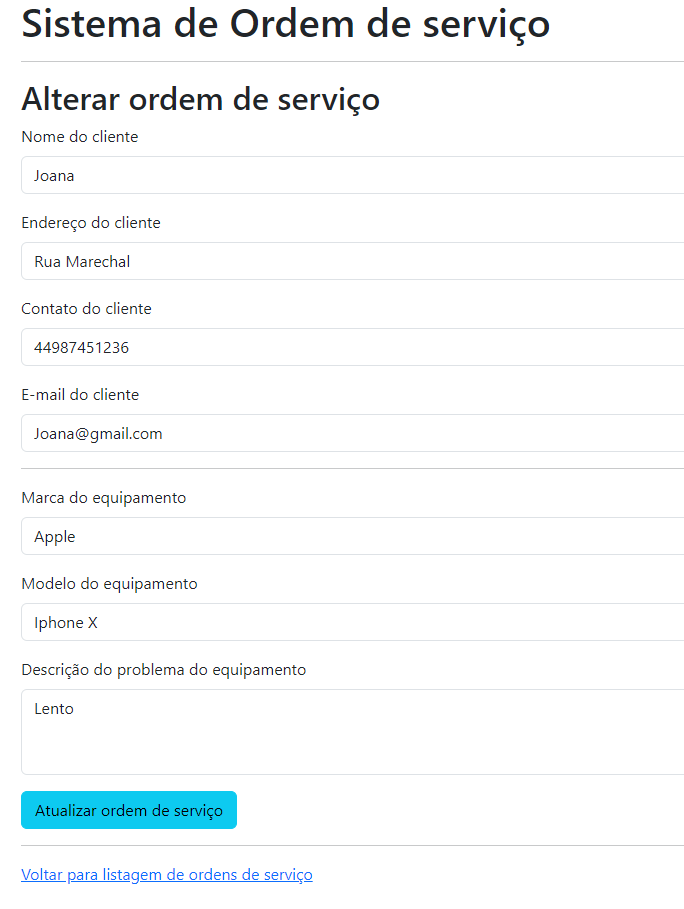 Sistema de Ordem de serviço
Alterar ordem de serviço
Nome do cliente
Joana
Endereço do cliente
Rua Marechal
Contato do cliente
44987451236
E-mail do cliente
Joana@gmail.com
Marca do equipamento
Apple
Modelo do equipamento
Iphone X
Descrição do problema do equipamento
Lento
Atualizar ordem de serviço
Voltar para listagem de ordens de serviço